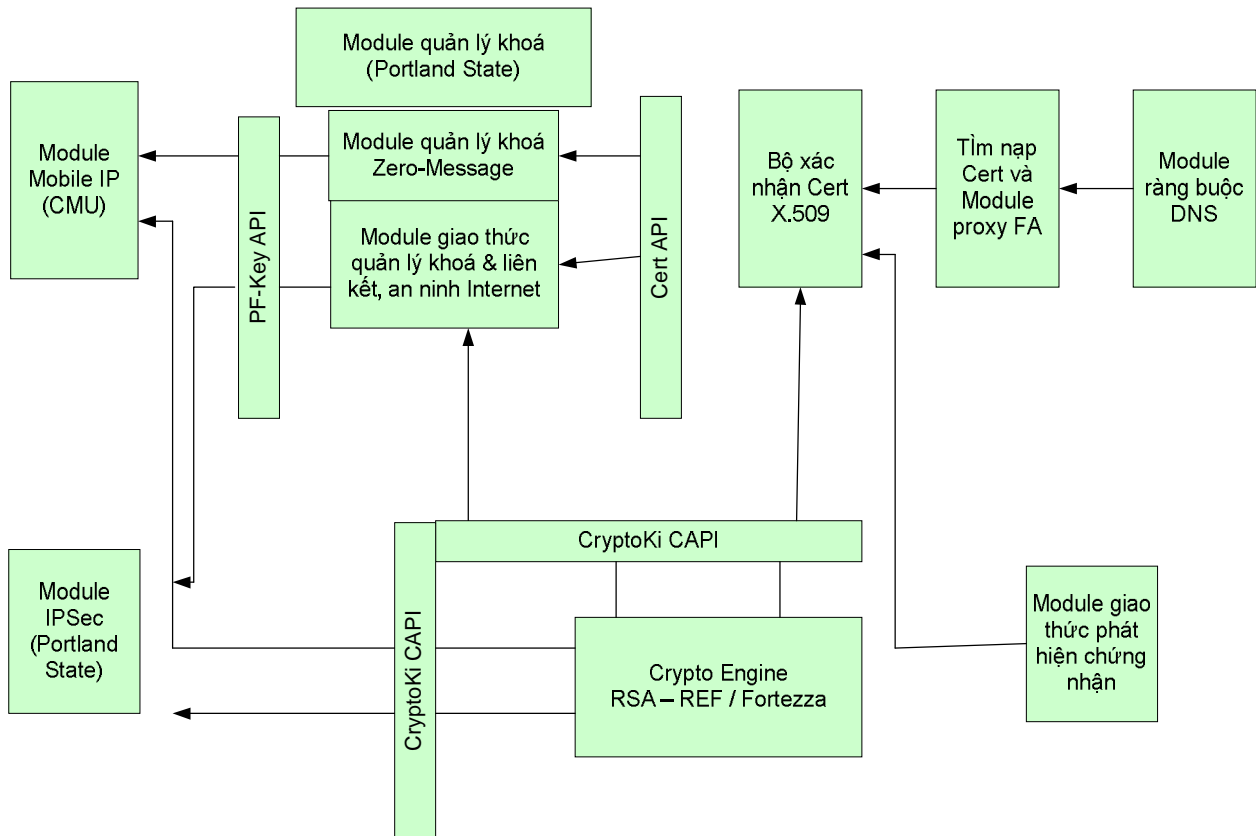 Module quản lý khoá
(Portland State)
Module
Mobile IP
(CMU)
PF-Key API
Module quản lý khoá
Zero-Message
Module giao thức
quản lý khoá & liên
kết, an ninh Internet
Cert API
Bộ xác
nhận Cert
X.509
TÌm nạp
Cert và
Module
proxy FA
Module
ràng buộc
DNS
CryptoKi CAPI
CryptoKi CAPI
Module
IPSec
(Portland
State)
Crypto Engine
RSA – REF / Fortezza
Module giao
thức phát
hiện chứng
nhận